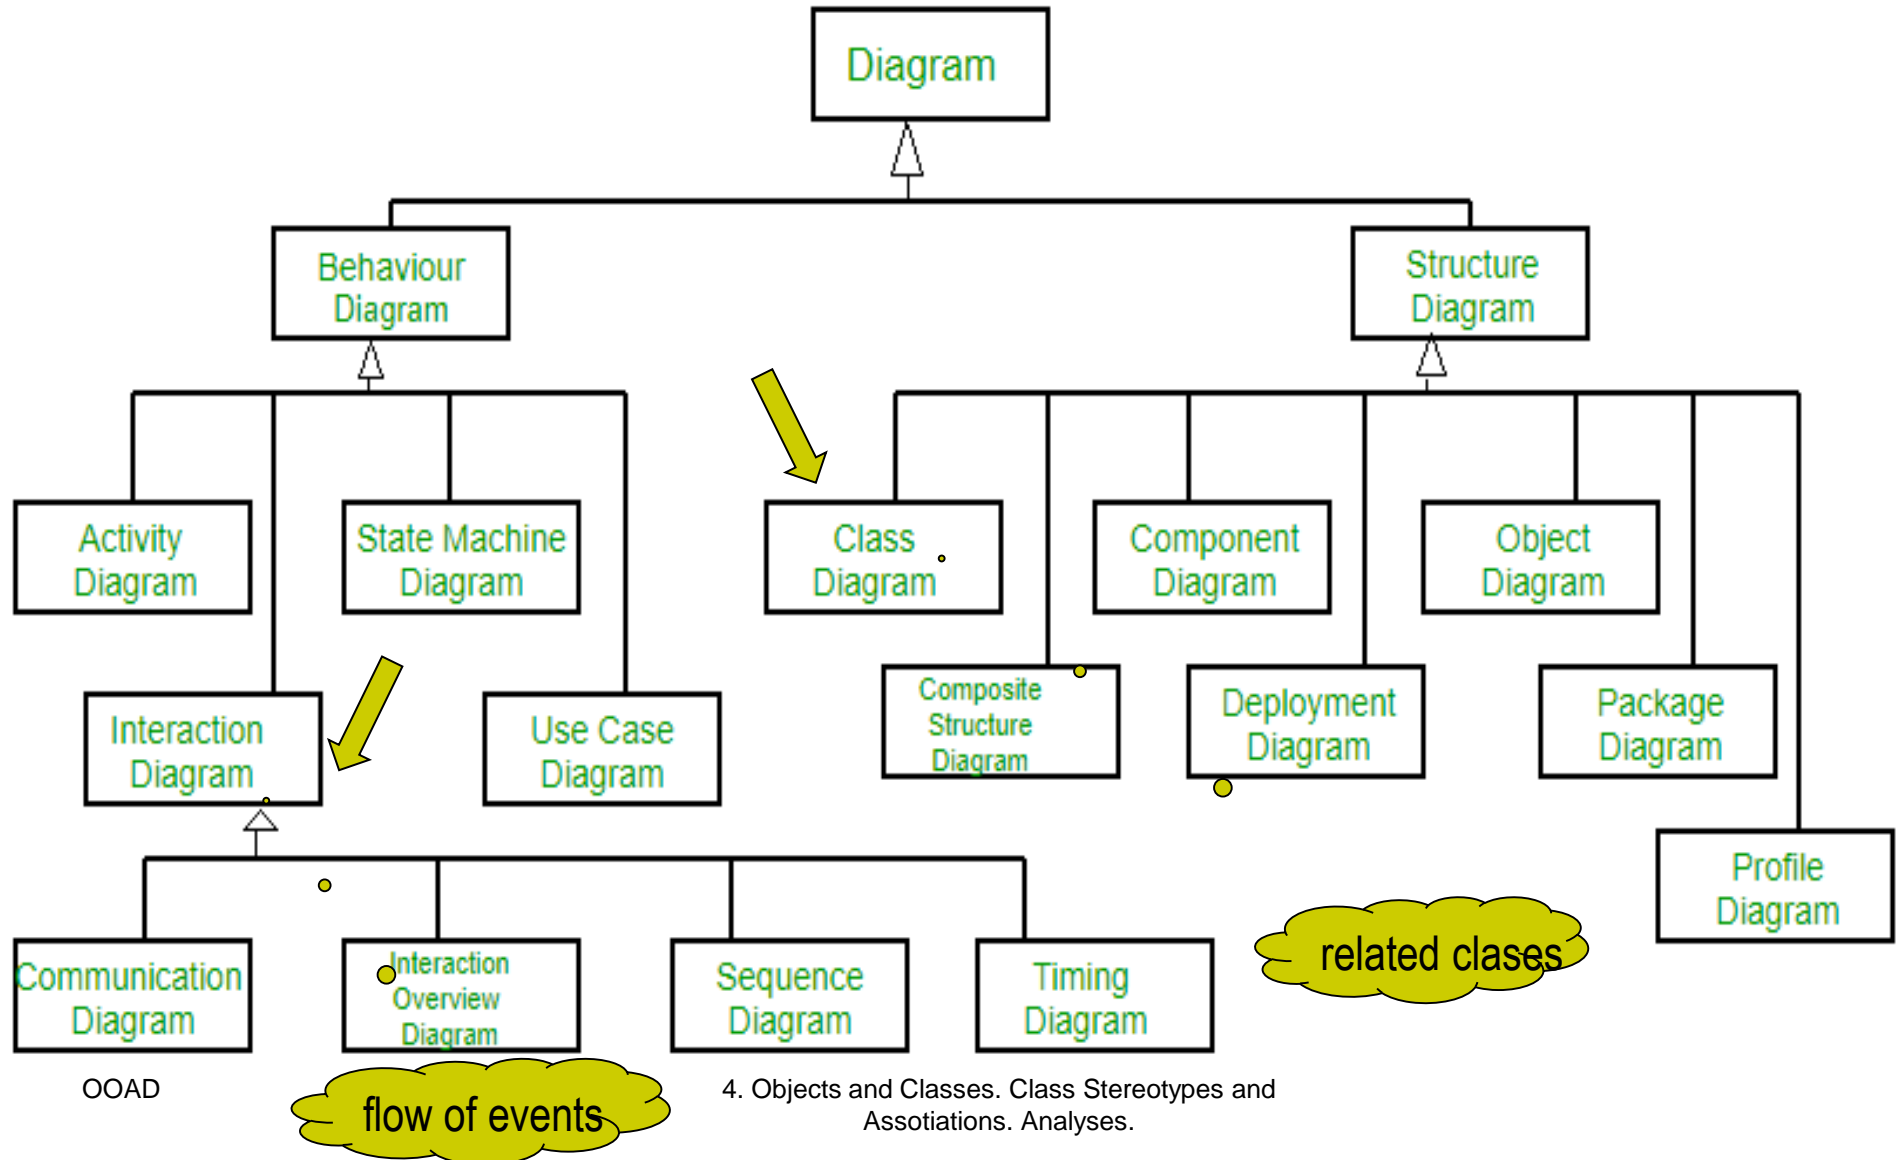 Diagram
Behaviour
Diagram
Structure
Diagram
Activity
Diagram
State Machine
Diagram
Class
Diagram
Component
Diagram
Object
Diagram
Interaction
Diagram
Use Case
Diagram
Composite
Structure
Diagram
Deployment
Diagram
Package
Diagram
Profile
Diagram
Communication
Diagram
Interaction
Overview
Diagram
Sequence
Diagram
Timing
Diagram
related clases
flow of events
OOAD
4. Objects and Classes. Class Stereotypes and
Assotiations. Analyses.